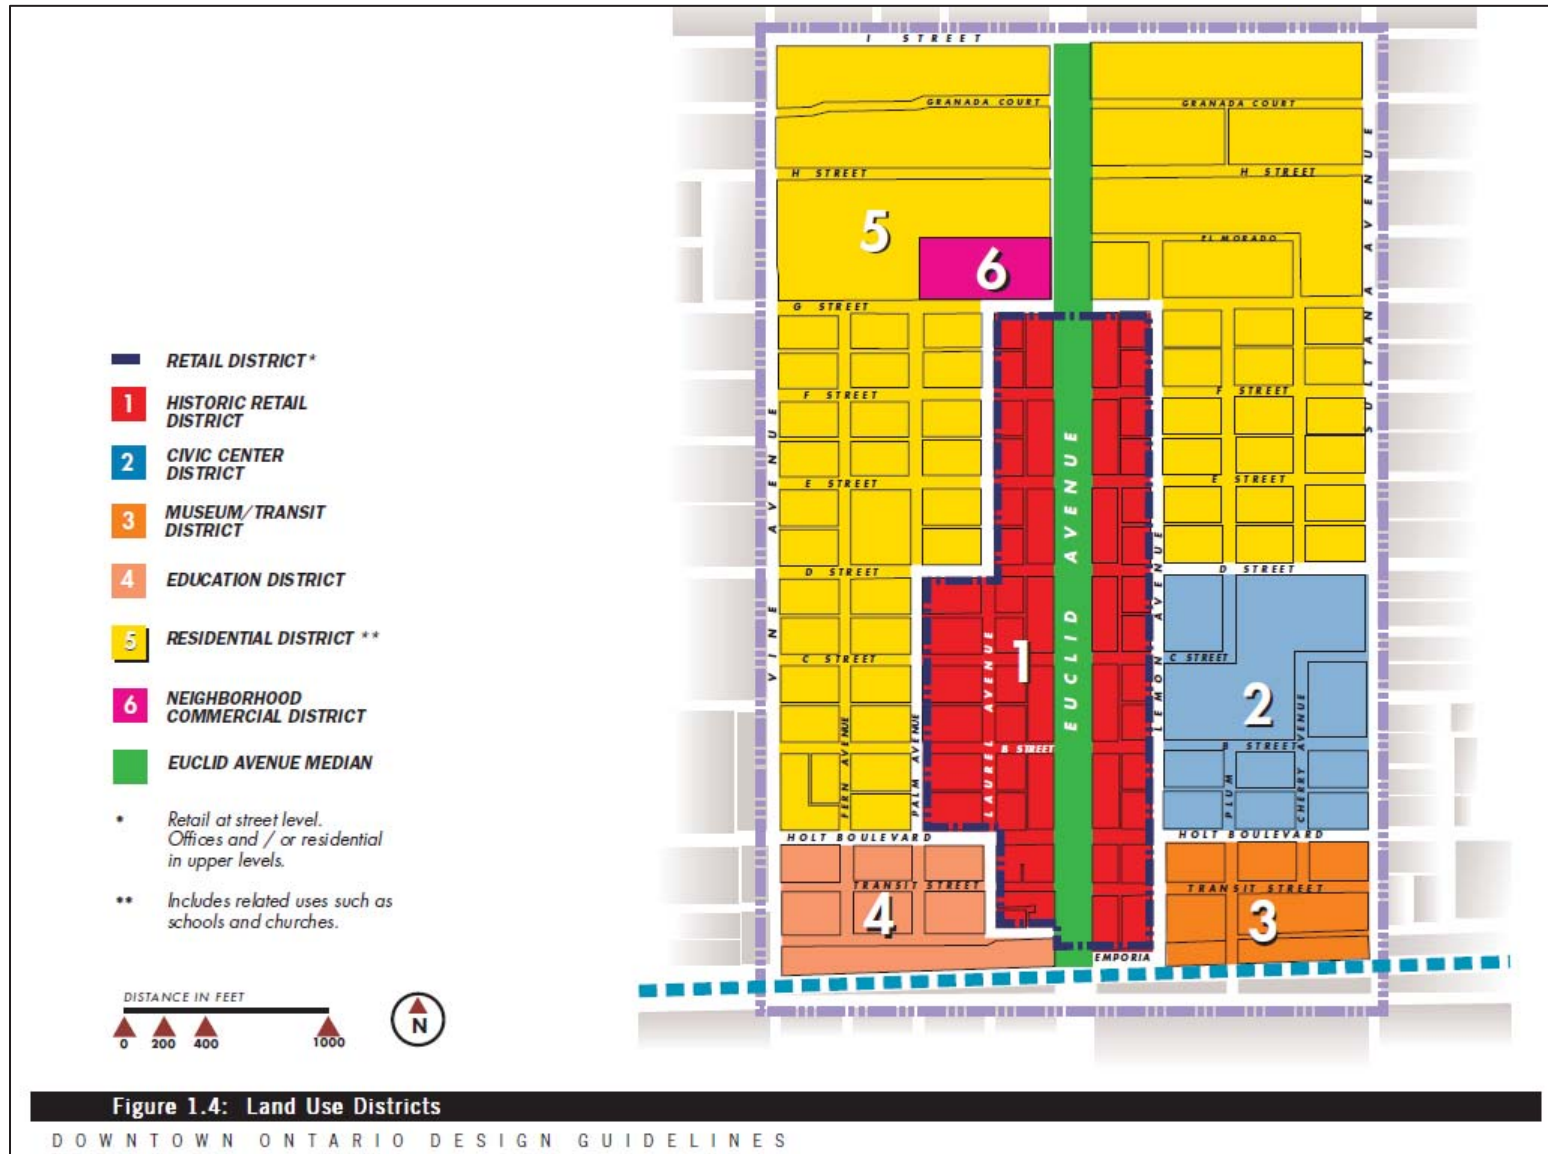 I STREET
GRANADA COURT
GRANADA COURT
H STREET
H STREET
SULTANA AVENUE
5
6
EL MORADO
G STREET
RETAIL DISTRICT*
1
HISTORIC RETAIL
DISTRICT
2
CIVIC CENTER
DISTRICT
3
MUSEUM/TRANSIT
DISTRICT
4
EDUCATION DISTRICT
5
RESIDENTIAL DISTRICT **
6
NEIGHBORHOOD
COMMERCIAL DISTRICT
EUCLID AVENUE MEDIAN
* Retail at street level.
Offices and / or residential
in upper levels.
** Includes related uses such as
schools and churches.
DISTANCE IN FEET
0 200 400 1000
N
F STREET
F STREET
VINE AVENUE
EUCLID AVENUE
E STREET
E STREET
LEMON AVENUE
D STREET
D STREET
LAUREL AVENUE
1
C STREET
C STREET
2
FERN AVENUE
PALM AVENUE
B STREET
B STREET
PLUM
CHERRY AVENUE
HOLT BOULEVARD
HOLT BOULEVARD
TRANSIT STREET
TRANSIT STREET
4
3
EMPORIA
Figure 1.4: Land Use Districts
DOWNTOWN ONTARIO DESIGN GUIDELINES